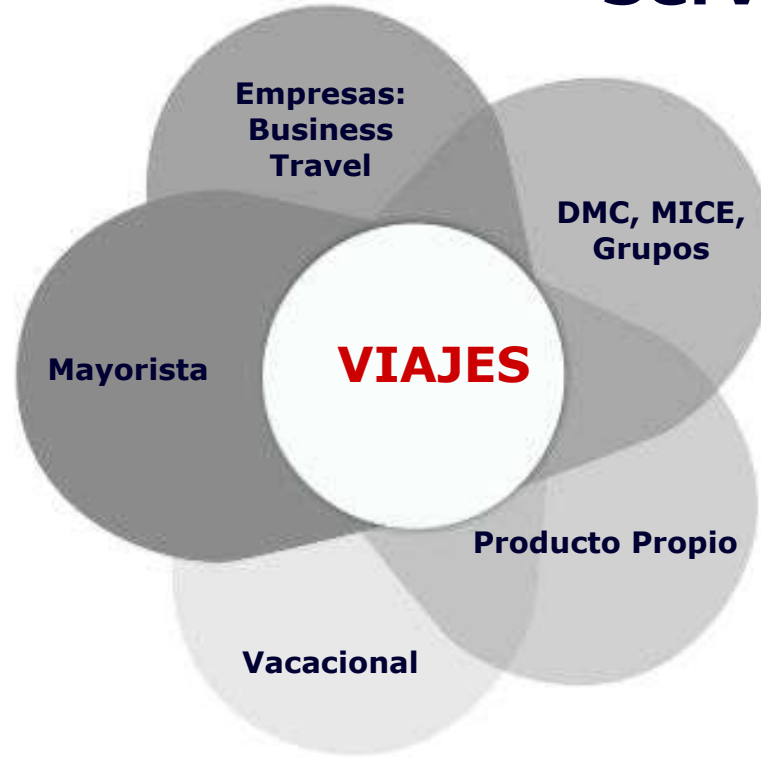 Empresas:
Business
Travel
DMC, MICE,
Grupos
VIAJES
Mayorista
Producto Propio
Vacacional